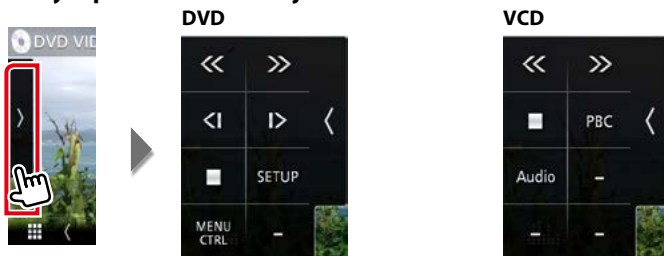 DVD
VCD
DVD VID
SETUP
MENU
CTRL
-
PBC
Audio
-
-
-